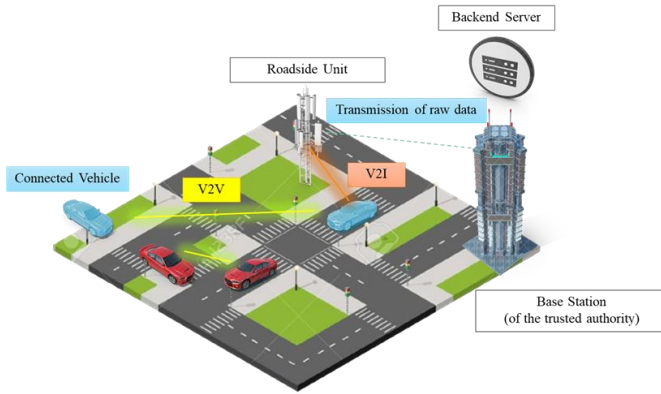 Backend Server
Roadside Unit
Transmission of raw data
Connected Vehicle
V2V
V2I
Base Station
(of the trusted authority)